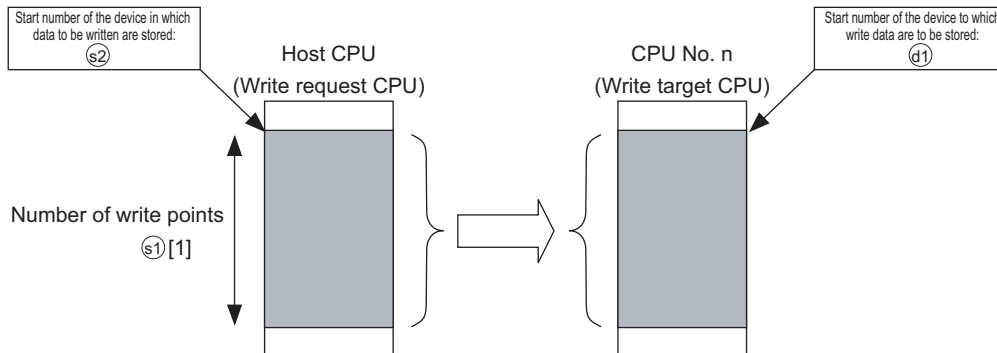 Start number of the device in which
data to be written are stored:
s2
Host CPU
(Write request CPU)
CPU No. n
(Write target CPU)
Start number of the device to which
write data are to be stored:
d1
Number of write points
s1[1]